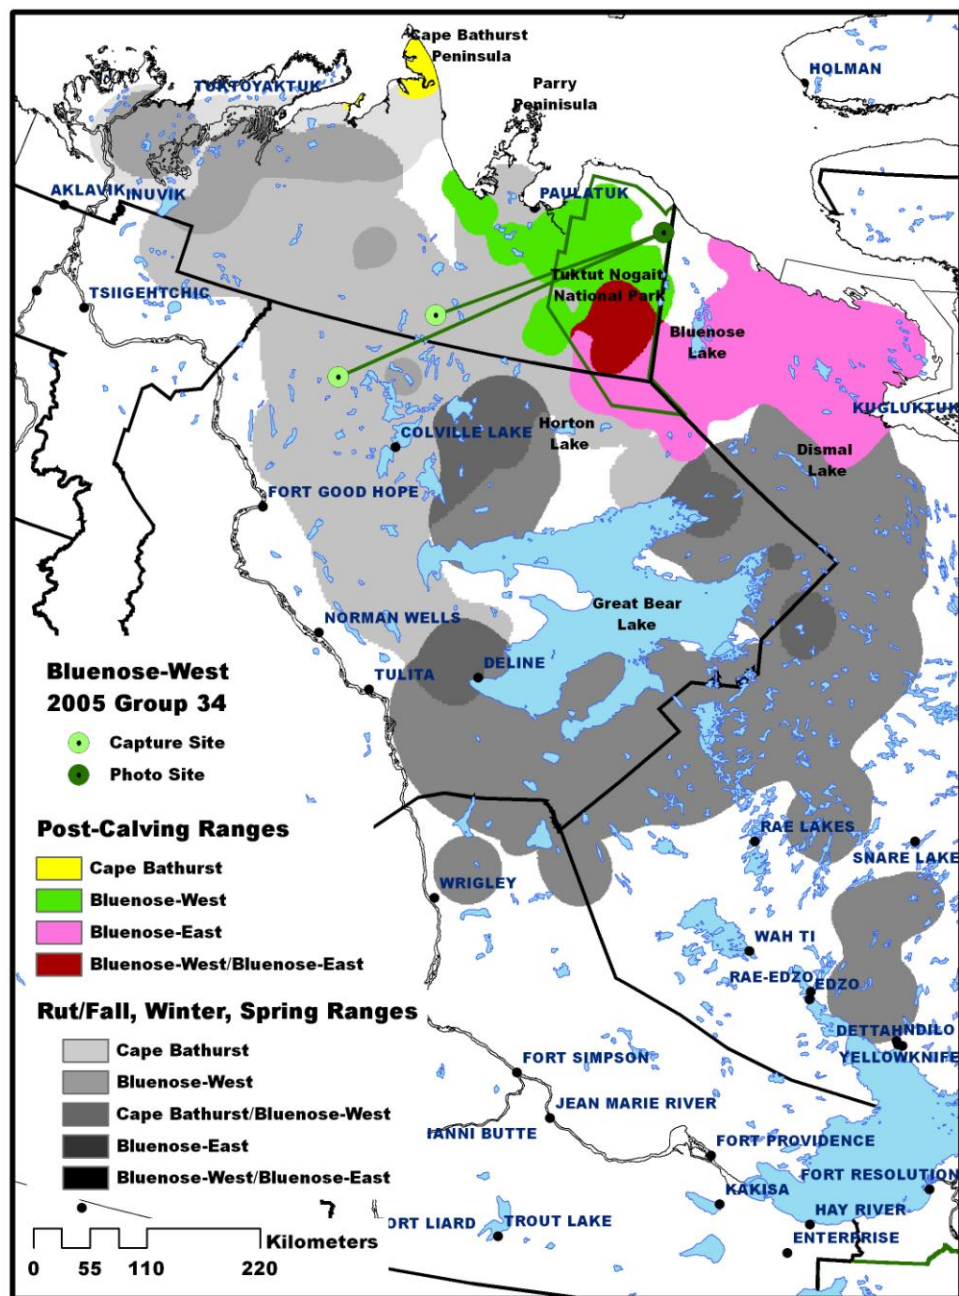 Cape Bathurst
Peninsula
HOLMAN
TUKTOYAKTUK
Parry
Peninisula
AKLAVIK
INUVIK
PAULATUK
TSIIGEHTCHIC
Tuktut Nogait
National Park
Bluenose
Lake
KUGLUKTUK
COLVILLE LAKE
Horton
Lake
Dismal
Lake
FORT GOOD HOPE
Great Bear
Lake
NORMAN WELLS
DELINE
TULITA
Bluenose-West
2005 Group 34
Capture Site
Photo Site
Post-Calving Ranges
Cape Bathurst
Bluenose-West
Bluenose-East
Bluenose-West/Bluenose-East
Rut/Fall, Winter, Spring Ranges
Cape Bathurst
Bluenose-West
Cape Bathurst/Bluenose-West
Bluenose-East
Bluenose-West/Bluenose-East
Kilometers
0 55 110 220
RAE LAKES
SNARE LAKE
WRIGLEY
WAH TI
RAE-EDZO
EDZO
DETTAH
NDILO
YELLOWKNIFE
FORT SIMPSON
JEAN MARIE RIVER
IANNI BUTTE
FORT PROVIDENCE
FORT RESOLUTION
KAKISA
HAY RIVER
ORT LIARD
TROUT LAKE
ENTERPRISE